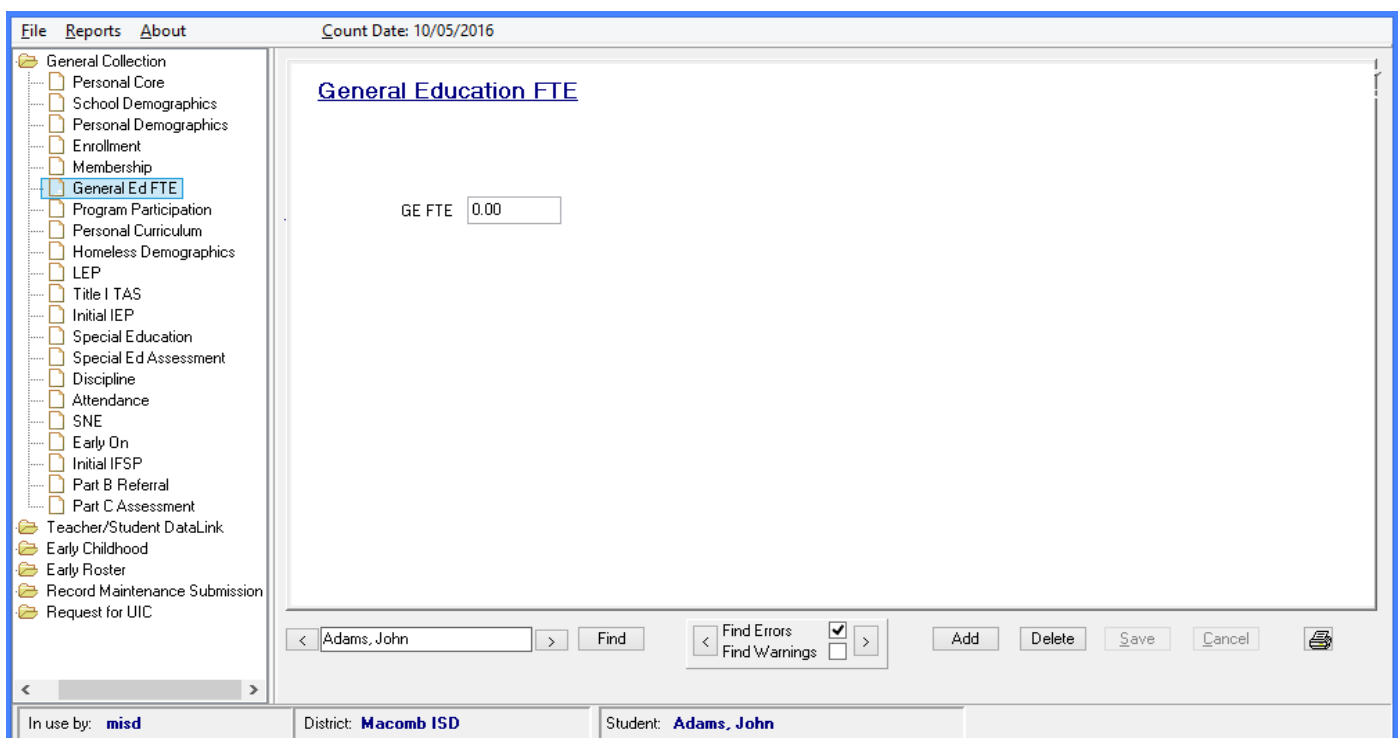 File Reports About Count Date: 10/05/2016
General Collection
Personal Core
School Demographics
Personal Demographics
Enrollment
Membership
General Ed FTE
Program Participation
Personal Curriculum
Homeless Demographics
LEP
Title I TAS
Initial IEP
Special Education
Special Ed Assessment
Discipline
Attendance
SNE
Early On
Initial IFSP
Part B Referral
Part C Assessment
Teacher/Student DataLink
Early Childhood
Early Roster
Record Maintenance Submission
Request for UIC
General Education FTE
GE FTE 0.00
< Adams, John > Find
< Find Errors >
Find Warnings
Add Delete Save Cancel
In use by: misd District: Macomb ISD Student: Adams, John